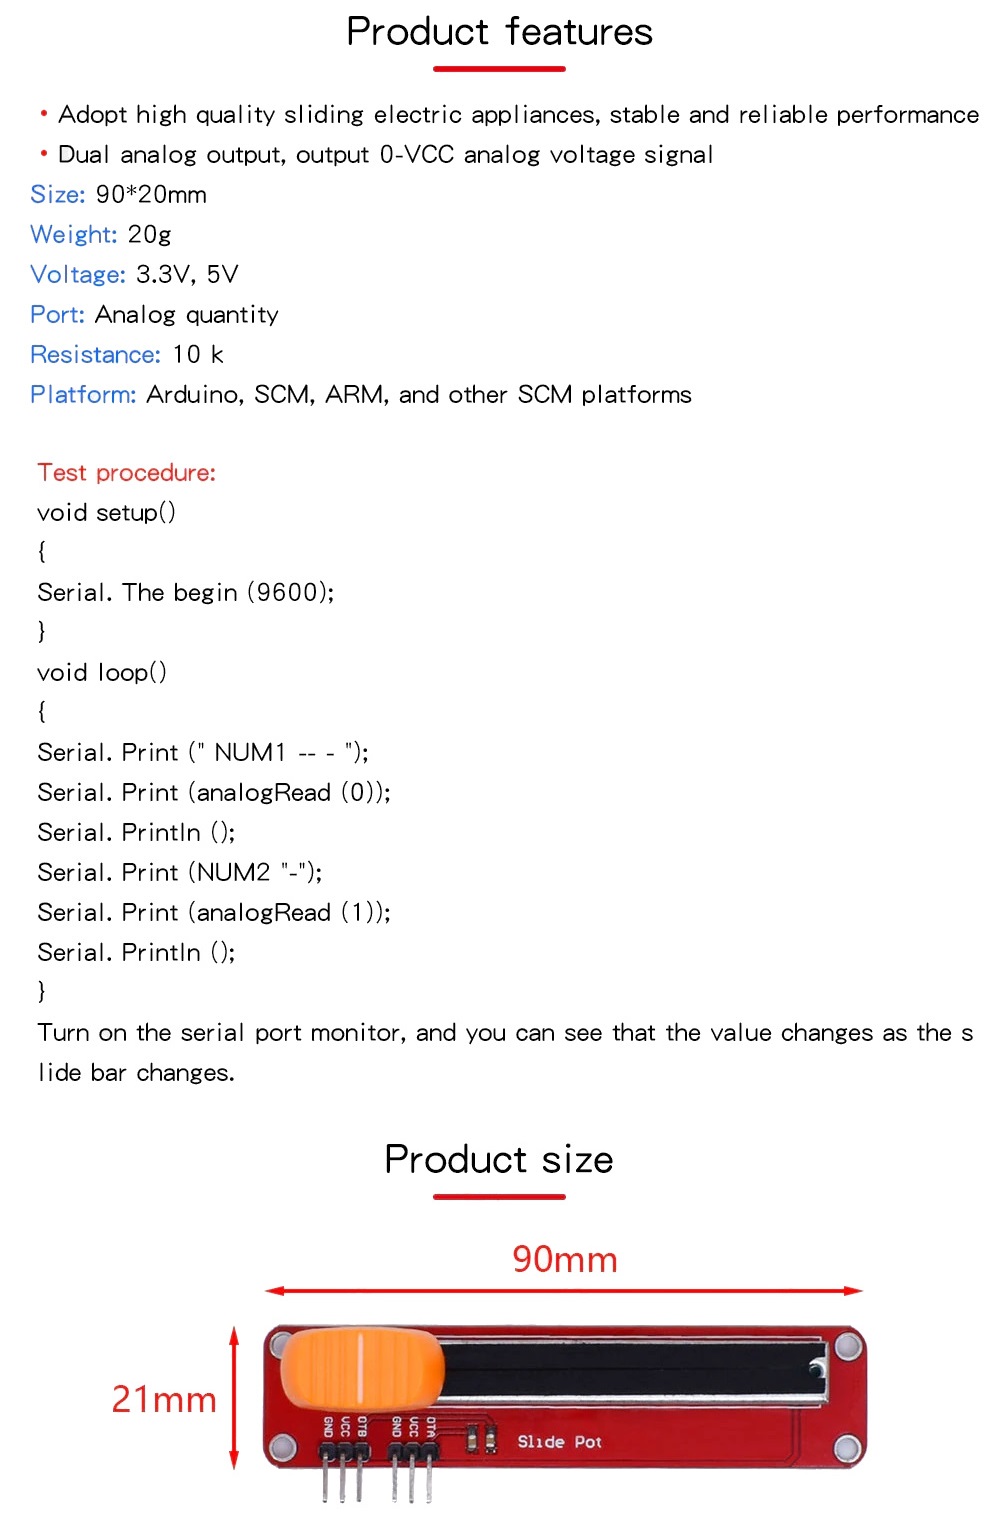 Product features
• Adopt high quality sliding electric appliances, stable and reliable performance
• Dual analog output, output 0-VCC analog voltage signal
Size: 90*20mm
Weight: 20g
Voltage: 3.3V, 5V
Port: Analog quantity
Resistance: 10 k
Platform: Arduino, SCM, ARM, and other SCM platforms
Test procedure:
void setup()
{
Serial. The begin (9600);
}
void loop()
{
Serial. Print (" NUM1 -- - ");
Serial. Print (analogRead (0));
Serial. Println ();
Serial. Print (NUM2 "-");
Serial. Print (analogRead (1));
Serial. Println ();
}
Turn on the serial port monitor, and you can see that the value changes as the s
lide bar changes.
Product size
90mm
21mm
GND VCC OTB GND VCC OTA
Slide Pot